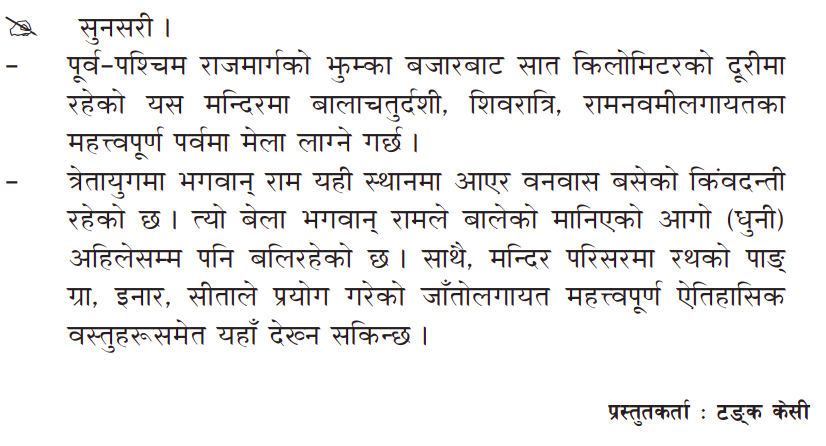 ✍ सुनसरी ।
– पूर्व-पश्चिम राजमार्गको झुम्का बजारबाट सात किलोमिटरको दूरीमा
रहेको यस मन्दिरमा बालाचतुर्दशी, शिवरात्रि, रामनवमीलगायतका
महत्त्वपूर्ण पर्वमा मेला लाग्ने गर्छ ।
– त्रेतायुगमा भगवान् राम यही स्थानमा आएर वनवास बसेको किंवदन्ती
रहेको छ । त्यो बेला भगवान् रामले बालेको मानिएको आगो (धुनी)
अहिलेसम्म पनि बलिरहेको छ । साथै, मन्दिर परिसरमा रथको पाङ्
ग्रा, इनार, सीताले प्रयोग गरेको जाँतोलगायत महत्त्वपूर्ण ऐतिहासिक
वस्तुहरूसमेत यहाँ देख्न सकिन्छ ।
प्रस्तुतकर्ता : टङ्क केसी